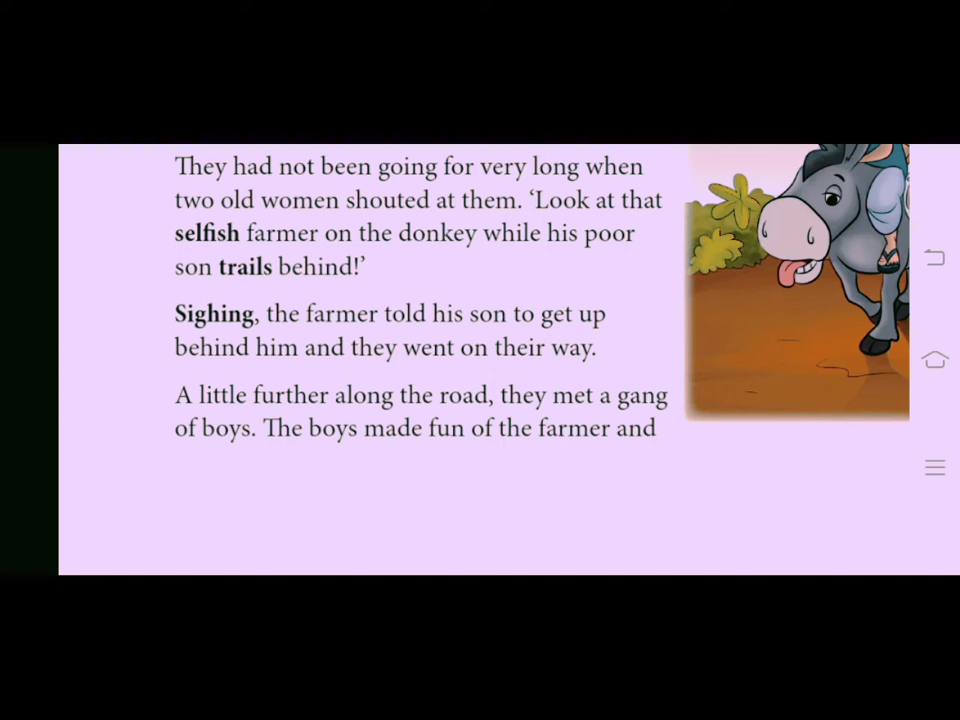 They had not been going for very long when
two old women shouted at them. ‘Look at that
selfish farmer on the donkey while his poor
son trails behind!’
Sighing, the farmer told his son to get up
behind him and they went on their way.
A little further along the road, they met a gang
of boys. The boys made fun of the farmer and